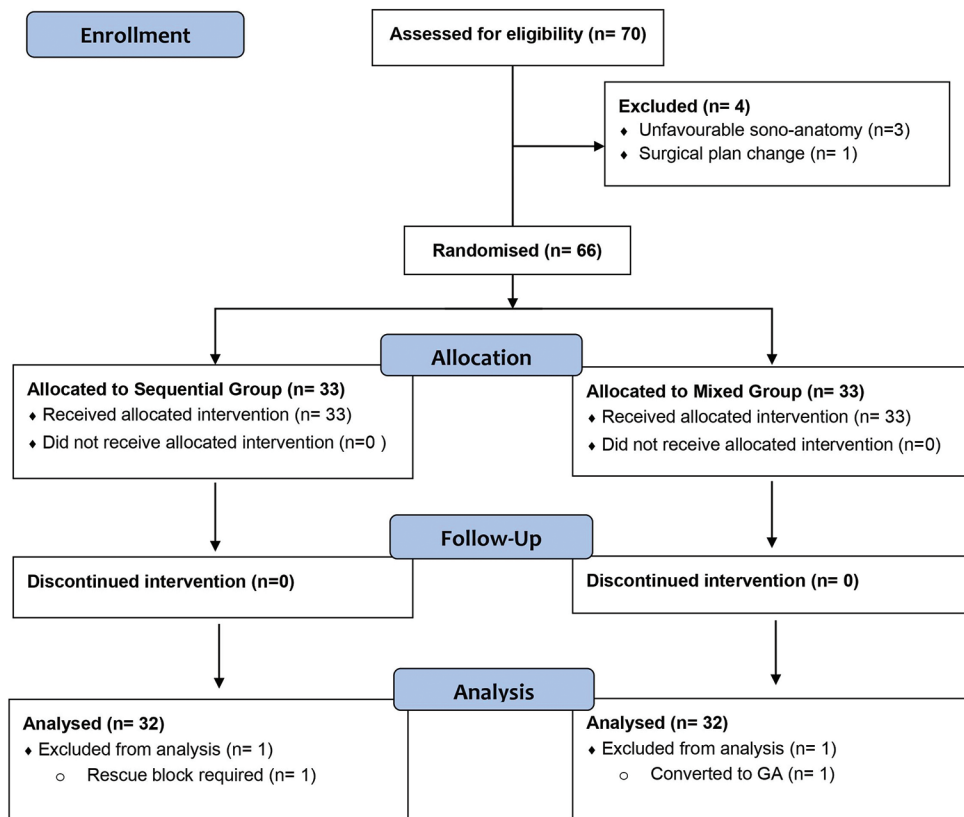 Enrollment
Assessed for eligibility (n= 70)
Excluded (n= 4)
♦ Unfavourable sono-anatomy (n=3)
♦ Surgical plan change (n= 1)
Randomised (n= 66)
Allocation
Allocated to Sequential Group (n= 33)
♦ Received allocated intervention (n= 33)
♦ Did not receive allocated intervention (n=0 )
Allocated to Mixed Group (n= 33)
♦ Received allocated intervention (n= 33)
♦ Did not receive allocated intervention (n=0)
Follow-Up
Discontinued intervention (n=0)
Discontinued intervention (n= 0)
Analysis
Analysed (n= 32)
♦ Excluded from analysis (n= 1)
o Rescue block required (n= 1)
Analysed (n= 32)
♦ Excluded from analysis (n= 1)
o Converted to GA (n= 1)